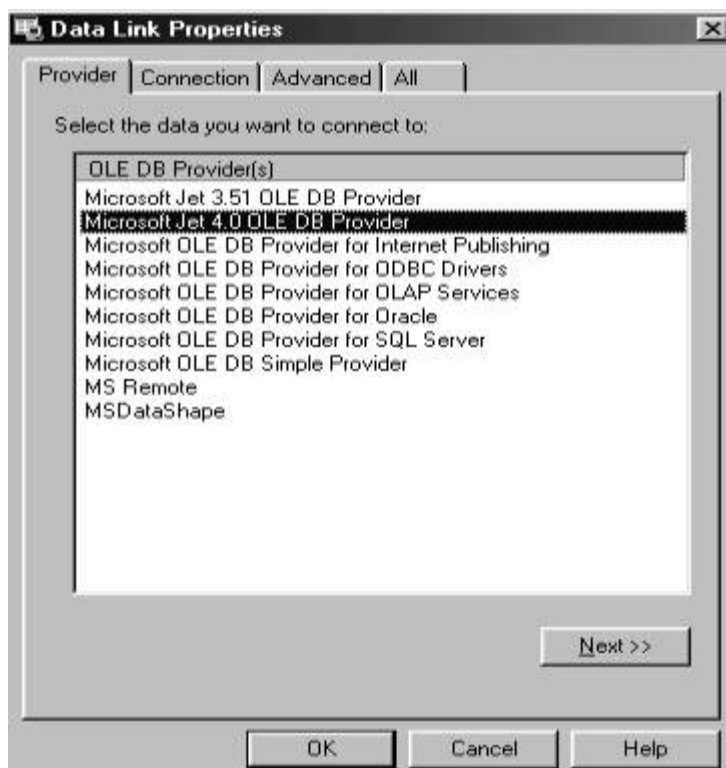 Data Link Properties
Provider Connection Advanced All
Select the data you want to connect to:
OLE DB Provider(s)
Microsoft Jet 3.51 OLE DB Provider
Microsoft Jet 4.0 OLE DB Provider
Microsoft OLE DB Provider for Internet Publishing
Microsoft OLE DB Provider for ODBC Drivers
Microsoft OLE DB Provider for OLAP Services
Microsoft OLE DB Provider for Oracle
Microsoft OLE DB Provider for SQL Server
Microsoft OLE DB Simple Provider
MS Remote
MSDataShape
Next >>
OK Cancel Help